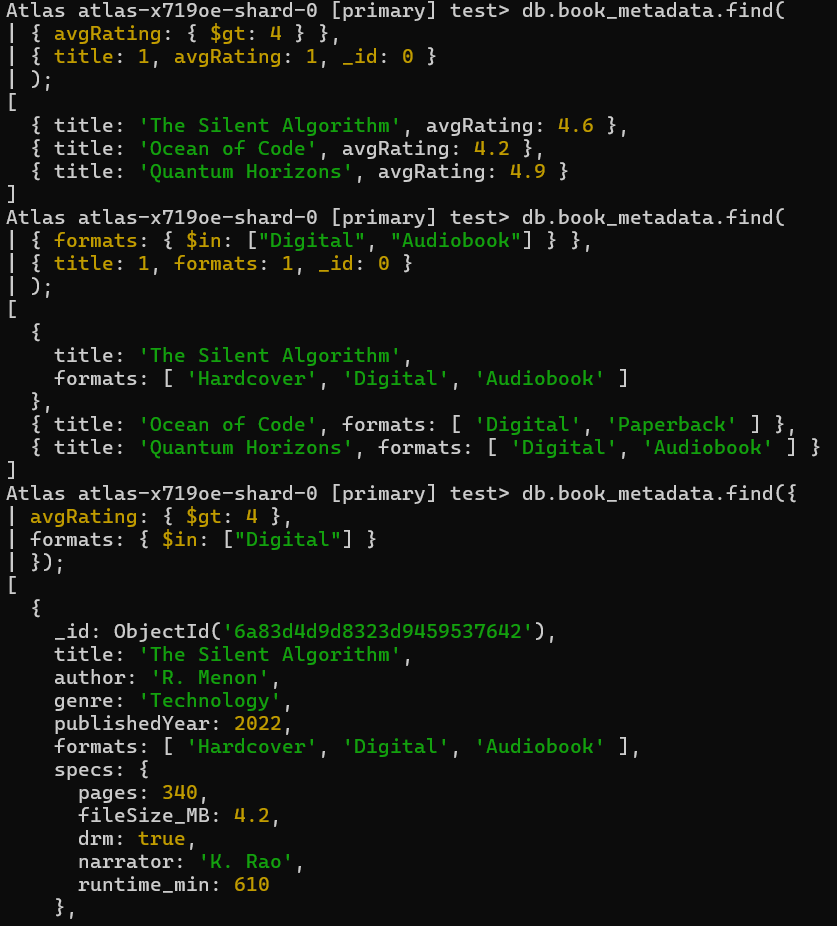 Atlas atlas-x719oe-shard-0 [primary] test> db.book_metadata.find(
| { avgRating: { $gt: 4 } },
| { title: 1, avgRating: 1, _id: 0 }
| );
[
  { title: 'The Silent Algorithm', avgRating: 4.6 },
  { title: 'Ocean of Code', avgRating: 4.2 },
  { title: 'Quantum Horizons', avgRating: 4.9 }
]
Atlas atlas-x719oe-shard-0 [primary] test> db.book_metadata.find(
| { formats: { $in: ["Digital", "Audiobook"] } },
| { title: 1, formats: 1, _id: 0 }
| );
[
  {
    title: 'The Silent Algorithm',
    formats: [ 'Hardcover', 'Digital', 'Audiobook' ]
  },
  { title: 'Ocean of Code', formats: [ 'Digital', 'Paperback' ] },
  { title: 'Quantum Horizons', formats: [ 'Digital', 'Audiobook' ] }
]
Atlas atlas-x719oe-shard-0 [primary] test> db.book_metadata.find({
| avgRating: { $gt: 4 },
| formats: { $in: ["Digital"] }
| });
[
  {
    _id: ObjectId('6a83d4d9d8323d9459537642'),
    title: 'The Silent Algorithm',
    author: 'R. Menon',
    genre: 'Technology',
    publishedYear: 2022,
    formats: [ 'Hardcover', 'Digital', 'Audiobook' ],
    specs: {
      pages: 340,
      fileSize_MB: 4.2,
      drm: true,
      narrator: 'K. Rao',
      runtime_min: 610
    },